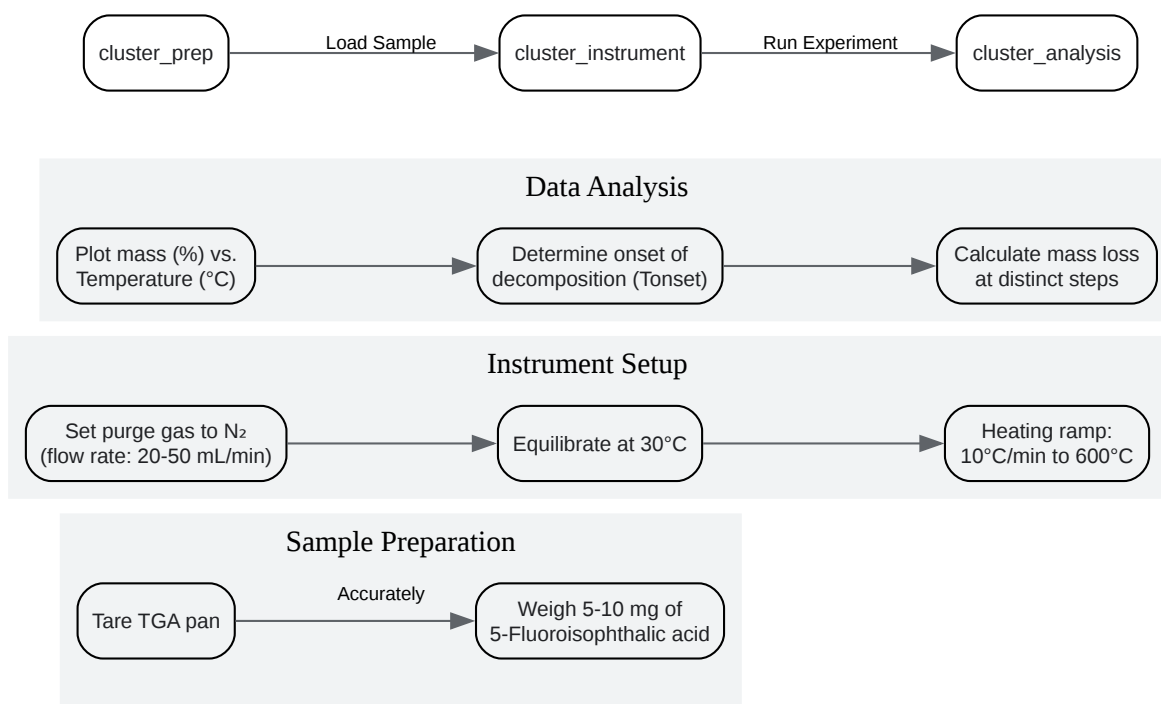 cluster_prep
Load Sample
cluster_instrument
Run Experiment
cluster_analysis
Data Analysis
Plot mass (%) vs.
Temperature (°C)
Determine onset of
decomposition (Tonset)
Calculate mass loss
at distinct steps
Instrument Setup
Set purge gas to N₂
(flow rate: 20-50 mL/min)
Equilibrate at 30°C
Heating ramp:
10°C/min to 600°C
Sample Preparation
Tare TGA pan
Accurately
Weigh 5-10 mg of
5-Fluoroisophthalic acid